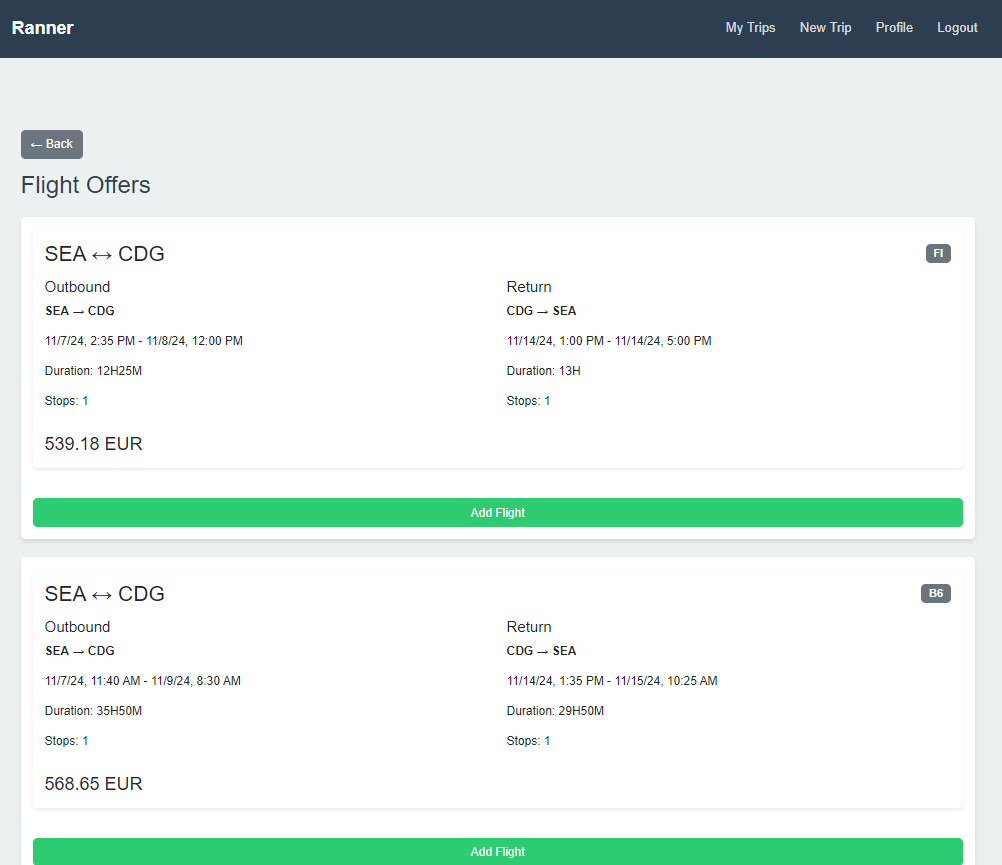 Ranner
My Trips New Trip Profile Logout
← Back
Flight Offers
SEA ↔ CDG
FI
Outbound
SEA → CDG
11/7/24, 2:35 PM - 11/8/24, 12:00 PM
Duration: 12H25M
Stops: 1
Return
CDG → SEA
11/14/24, 1:00 PM - 11/14/24, 5:00 PM
Duration: 13H
Stops: 1
539.18 EUR
Add Flight
SEA ↔ CDG
B6
Outbound
SEA → CDG
11/7/24, 11:40 AM - 11/9/24, 8:30 AM
Duration: 35H50M
Stops: 1
Return
CDG → SEA
11/14/24, 1:35 PM - 11/15/24, 10:25 AM
Duration: 29H50M
Stops: 1
568.65 EUR
Add Flight